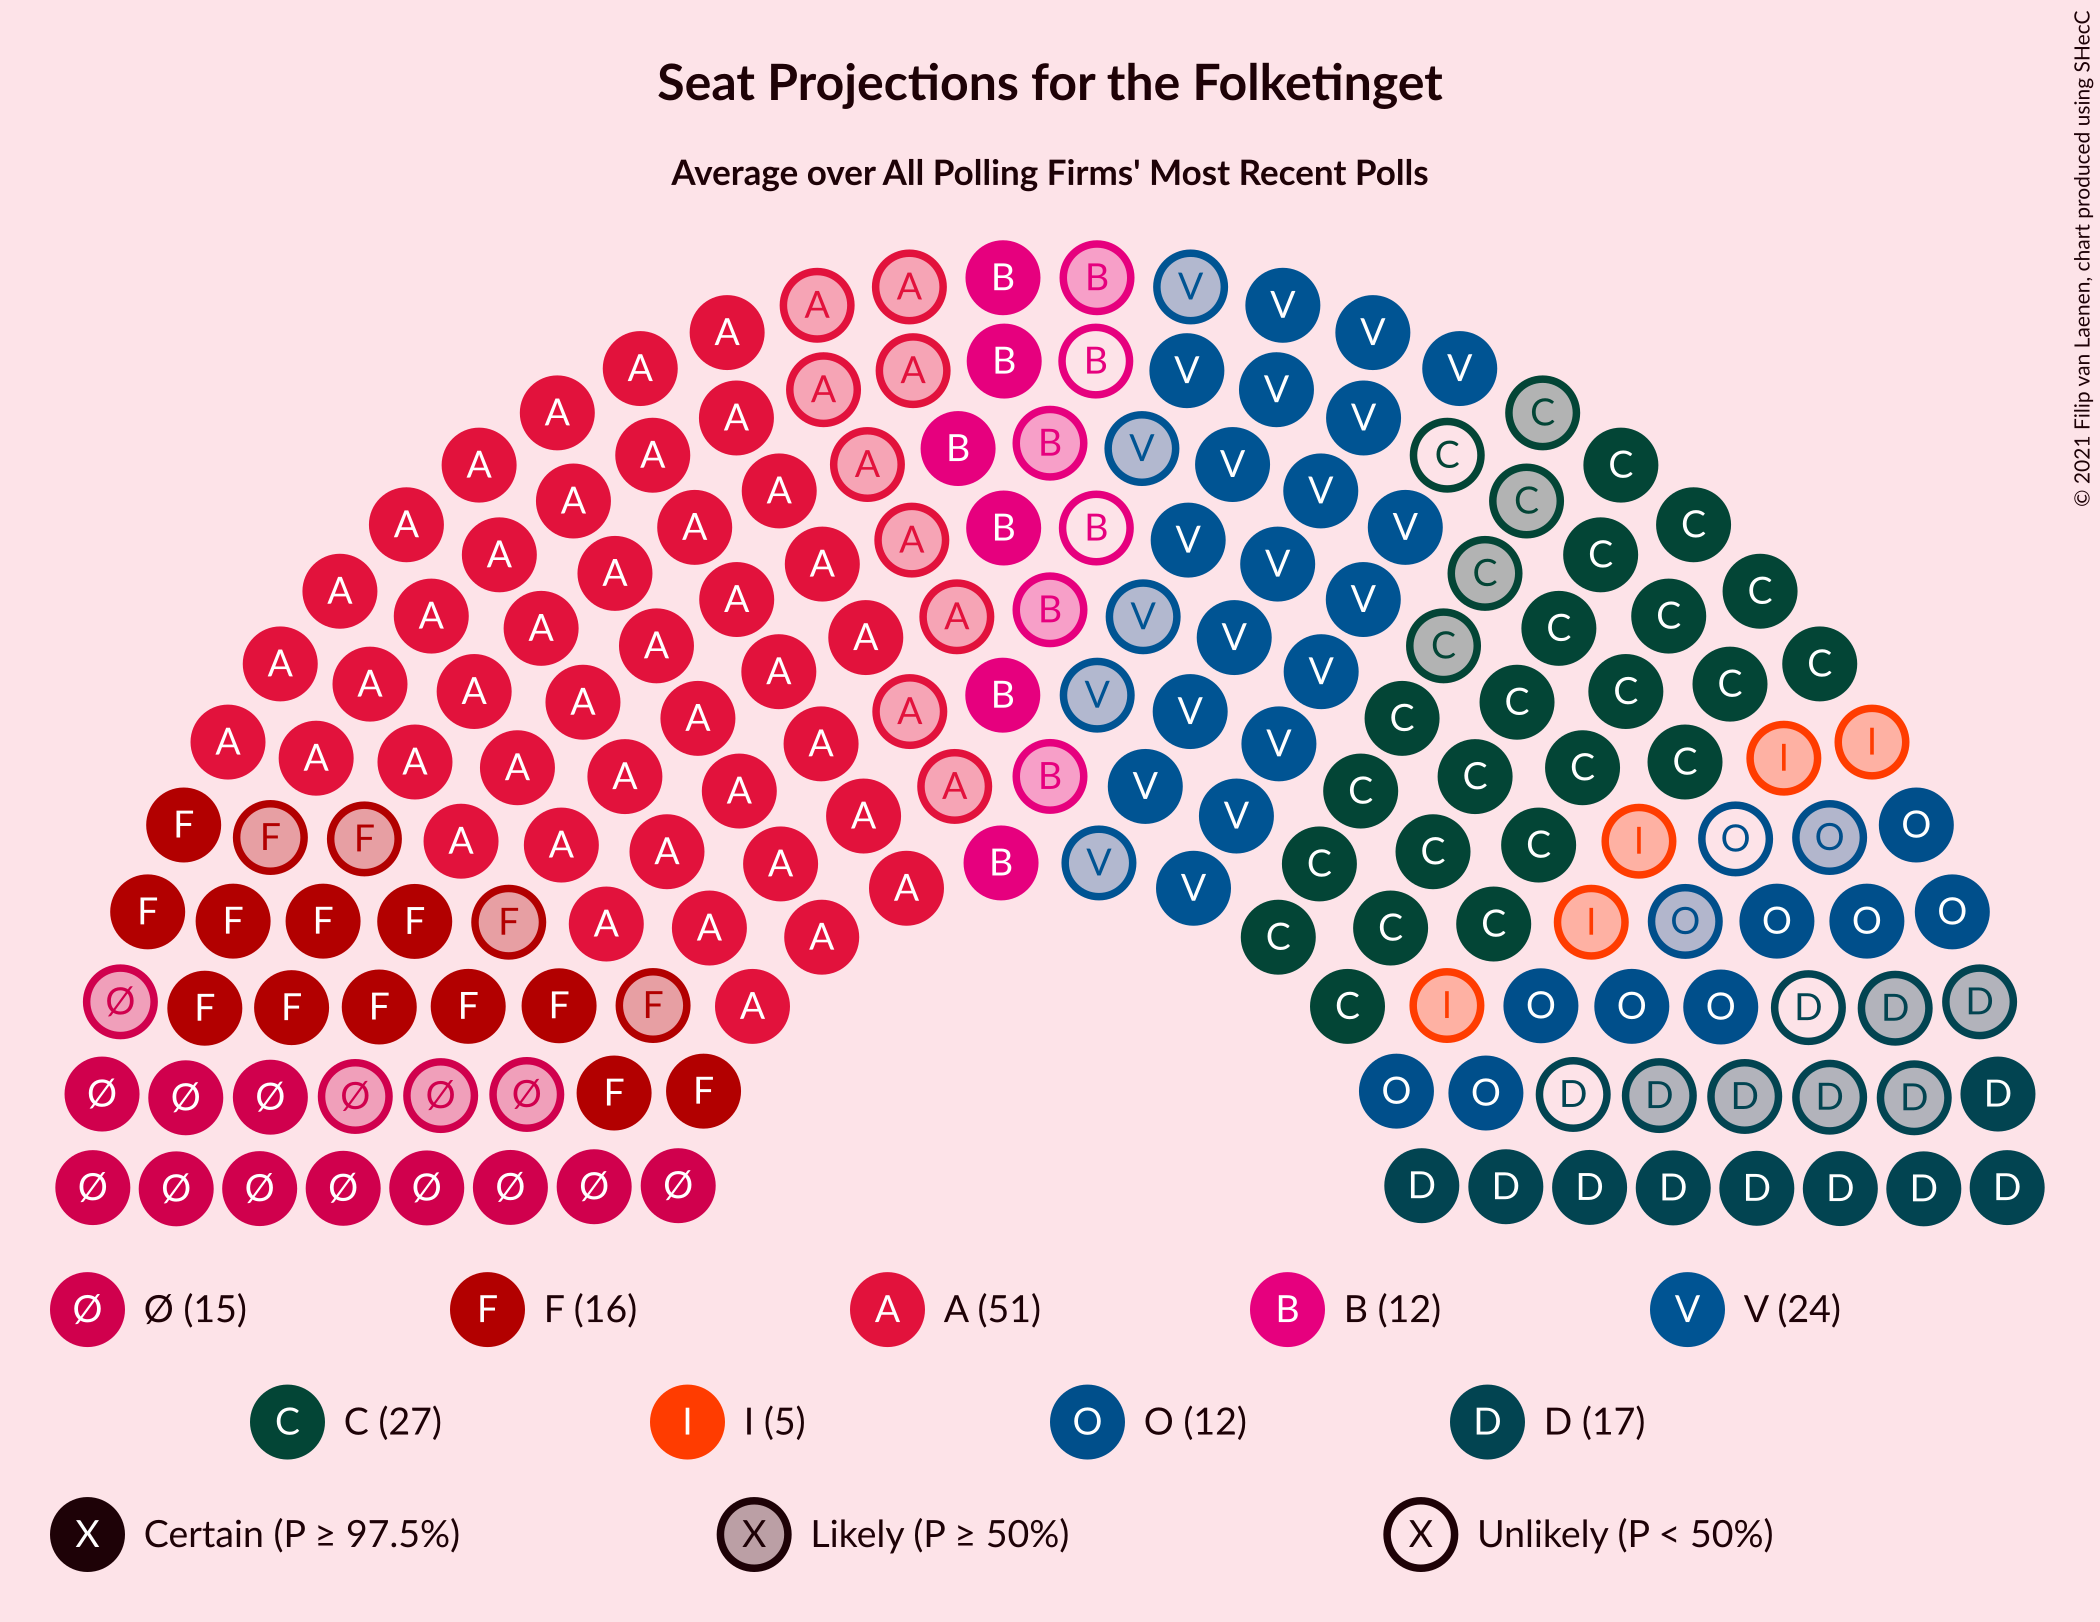 Seat Projections for the Folketinget
Average over All Polling Firms' Most Recent Polls
© 2021 Filip van Laenen, chart produced using SHecC
A A B B V V
A V
A A A B B V V V
A C C
A A B B V V
A A V C C
A A A V
A A A B B V V V C
A A C C
A A A B V V V C
A A A C C C
A A A A V
A A A A B V V V C C C
A A A A B V C C C I I
A A A A B V V C C C
F F F A A A A A B V V C C C I O O O
F F F F F A A A C C C I O O O O
Ø F F F F F F A C I O O O D D D
Ø Ø Ø Ø Ø Ø F F O O D D D D D D
Ø Ø Ø Ø Ø Ø Ø Ø D D D D D D D D
Ø Ø (15) F F (16) A A (51) B B (12) V V (24)
C C (27) I I (5) O O (12) D D (17)
X Certain (P ≥ 97.5%) X Likely (P ≥ 50%) X Unlikely (P < 50%)